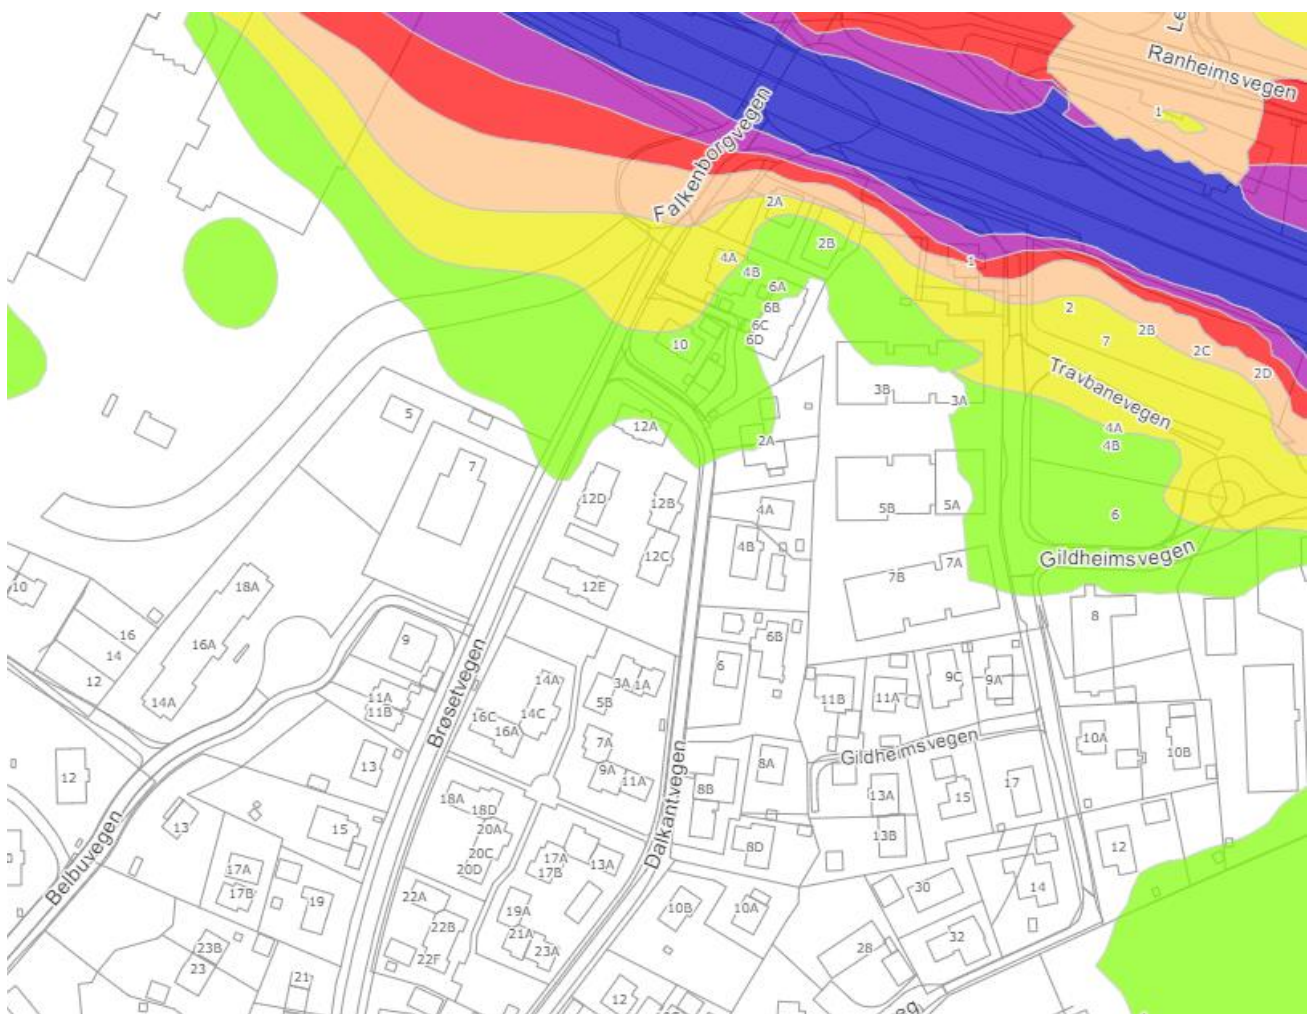 Le
Ranheimsvegen
1
Falkenborgvegen
2A
2B
4A
4B
6A
6B
6C
6D
10
1
2
7
2B
2C
2D
Travbanevegen
4A
4B
6
Gildheimsvegen
5
7
12A
2A
3B
3A
12D
12B
12C
12E
4A
4B
5B
5A
7B
7A
8
10
18A
16
14
12
16A
14A
9
11A
11B
13
Brøsetvegen
14A
14C
16C
16A
3A
1A
5B
7A
9A
11A
6
6B
11B
11A
9C
9A
Gildheimsvegen
10A
10B
12
Belbuvegen
13
15
17A
17B
19
18A
18D
20A
20C
20D
17A
17B
13A
Dalkantvegen
8B
8A
8D
13A
13B
15
17
12
14
22A
22B
22F
19A
21A
23A
10B
10A
30
32
28
23B
23
21
12